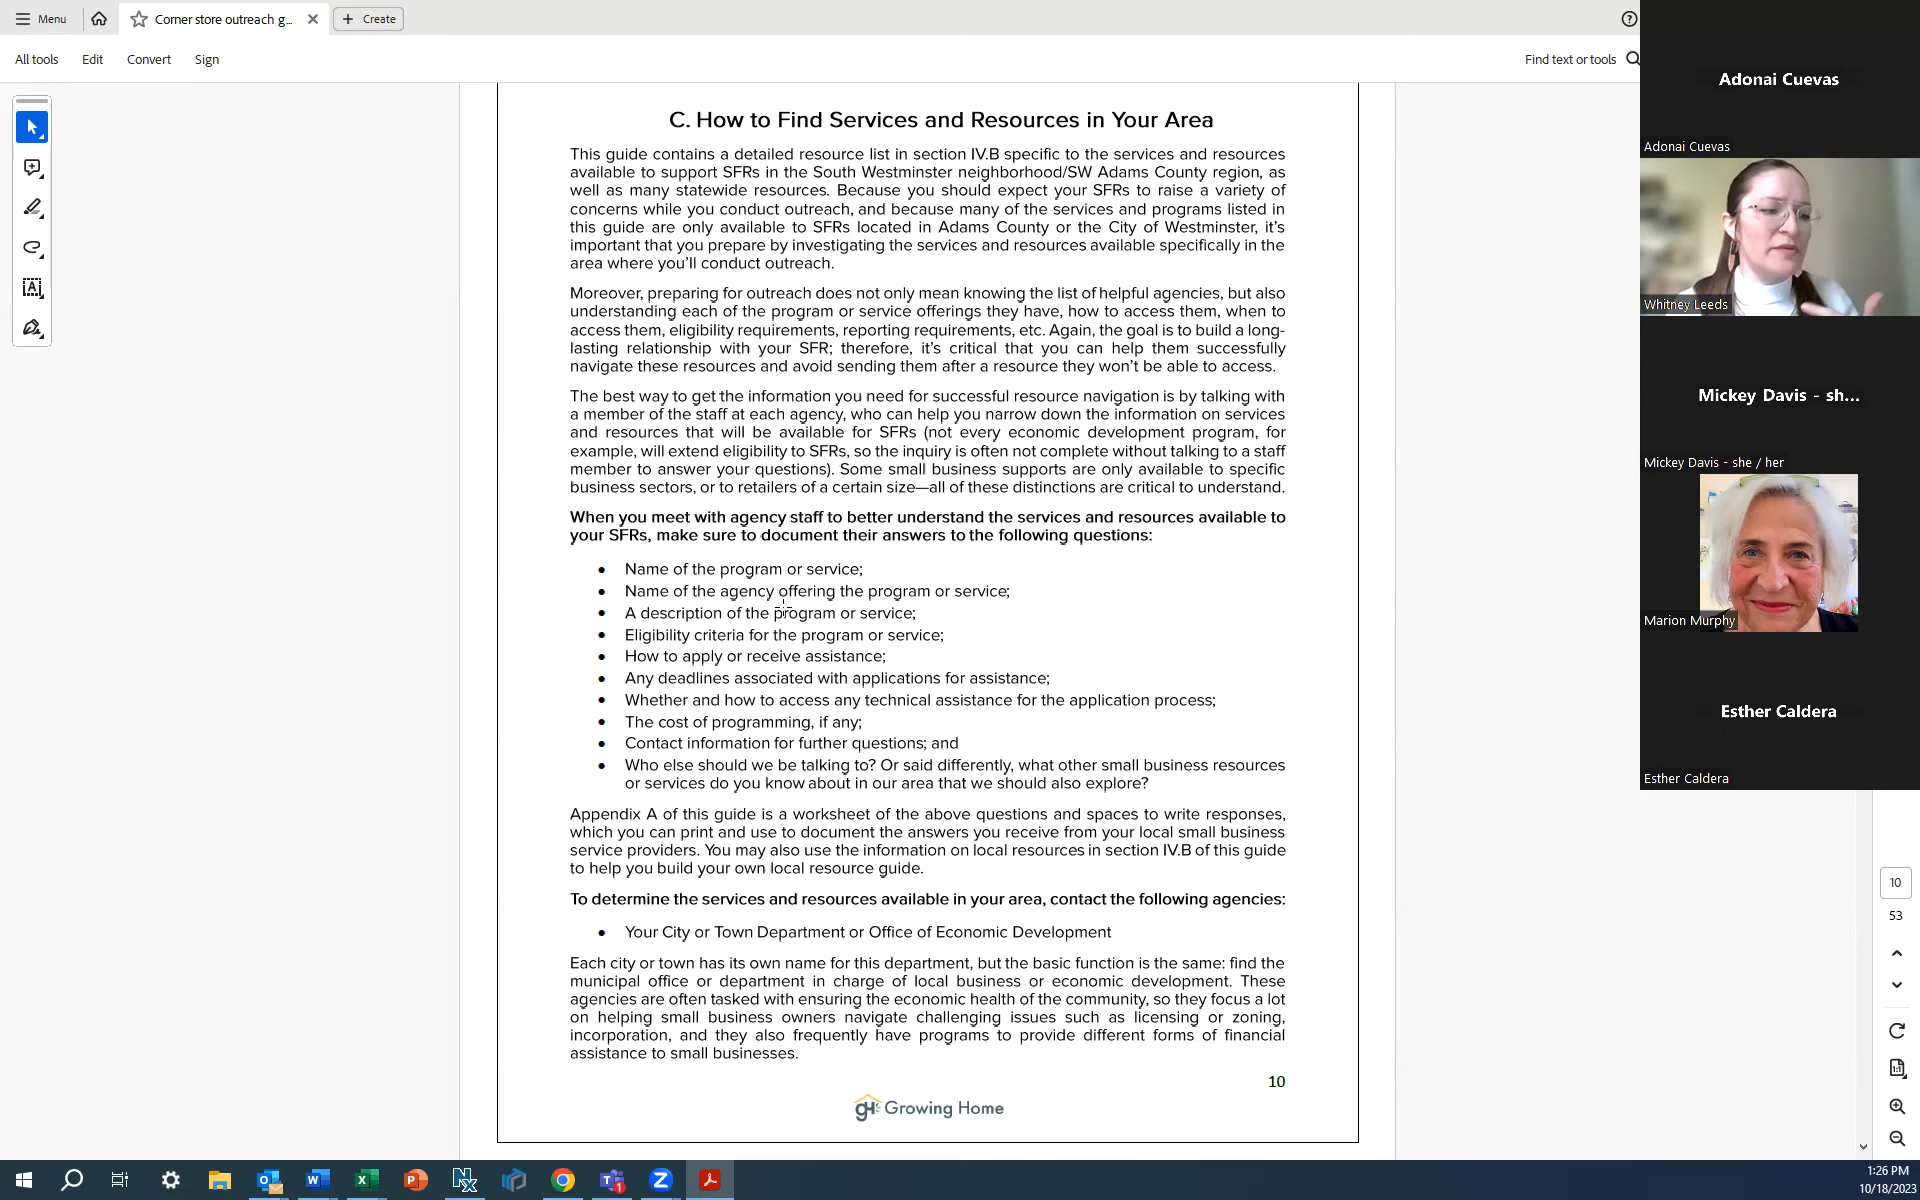 Menu
Corner store outreach g...
Create
All tools
Edit
Convert
Sign
Find text or tools
C. How to Find Services and Resources in Your Area
This guide contains a detailed resource list in section IV.B specific to the services and resources
available to support SFRs in the South Westminster neighborhood/SW Adams County region, as
well as many statewide resources. Because you should expect your SFRs to raise a variety of
concerns while you conduct outreach, and because many of the services and programs listed in
this guide are only available to SFRs located in Adams County or the City of Westminster, it's
important that you prepare by investigating the services and resources available specifically in the
area where you'll conduct outreach.
Moreover, preparing for outreach does not only mean knowing the list of helpful agencies, but also
understanding each of the program or service offerings they have, how to access them, when to
access them, eligibility requirements, reporting requirements, etc. Again, the goal is to build a long-
lasting relationship with your SFR; therefore, it's critical that you can help them successfully
navigate these resources and avoid sending them after a resource they won't be able to access.
The best way to get the information you need for successful resource navigation is by talking with
a member of the staff at each agency, who can help you narrow down the information on services
and resources that will be available for SFRs (not every economic development program, for
example, will extend eligibility to SFRs, so the inquiry is often not complete without talking to a staff
member to answer your questions). Some small business supports are only available to specific
business sectors, or to retailers of a certain size—all of these distinctions are critical to understand.
When you meet with agency staff to better understand the services and resources available to
your SFRs, make sure to document their answers to the following questions:
• Name of the program or service;
• Name of the agency offering the program or service;
• A description of the program or service;
• Eligibility criteria for the program or service;
• How to apply or receive assistance;
• Any deadlines associated with applications for assistance;
• Whether and how to access any technical assistance for the application process;
• The cost of programming, if any;
• Contact information for further questions; and
• Who else should we be talking to? Or said differently, what other small business resources
or services do you know about in our area that we should also explore?
Appendix A of this guide is a worksheet of the above questions and spaces to write responses,
which you can print and use to document the answers you receive from your local small business
service providers. You may also use the information on local resources in section IV.B of this guide
to help you build your own local resource guide.
To determine the services and resources available in your area, contact the following agencies:
• Your City or Town Department or Office of Economic Development
Each city or town has its own name for this department, but the basic function is the same: find the
municipal office or department in charge of local business or economic development. These
agencies are often tasked with ensuring the economic health of the community, so they focus a lot
on helping small business owners navigate challenging issues such as licensing or zoning,
incorporation, and they also frequently have programs to provide different forms of financial
assistance to small businesses.
10
gH Growing Home
Adonai Cuevas
Adonai Cuevas
Whitney Leeds
Mickey Davis - sh...
Mickey Davis - she / her
Marion Murphy
Esther Caldera
Esther Caldera
10
53
1:26 PM
10/18/2023